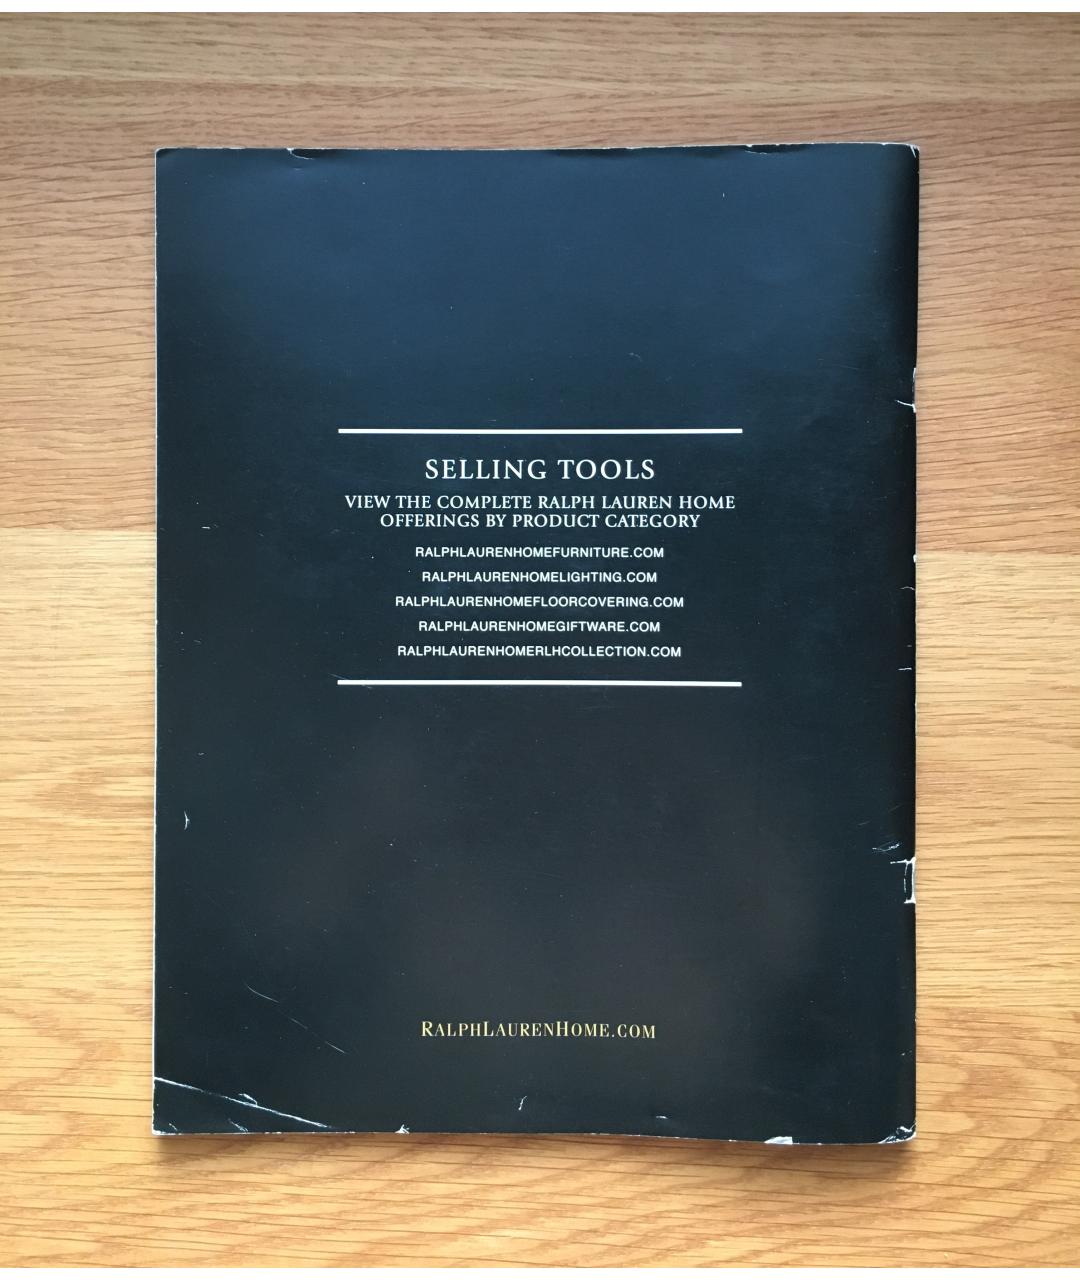 SELLING TOOLS
VIEW THE COMPLETE RALPH LAUREN HOME
OFFERINGS BY PRODUCT CATEGORY
RALPHLAURENHOMEFURNITURE.COM
RALPHLAURENHOMELIGHTING.COM
RALPHLAURENHOMEFLOORCOVERING.COM
RALPHLAURENHOMEGIFTWARE.COM
RALPHLAURENHOMERLHCOLLECTION.COM
RALPHLAURENHOME.COM